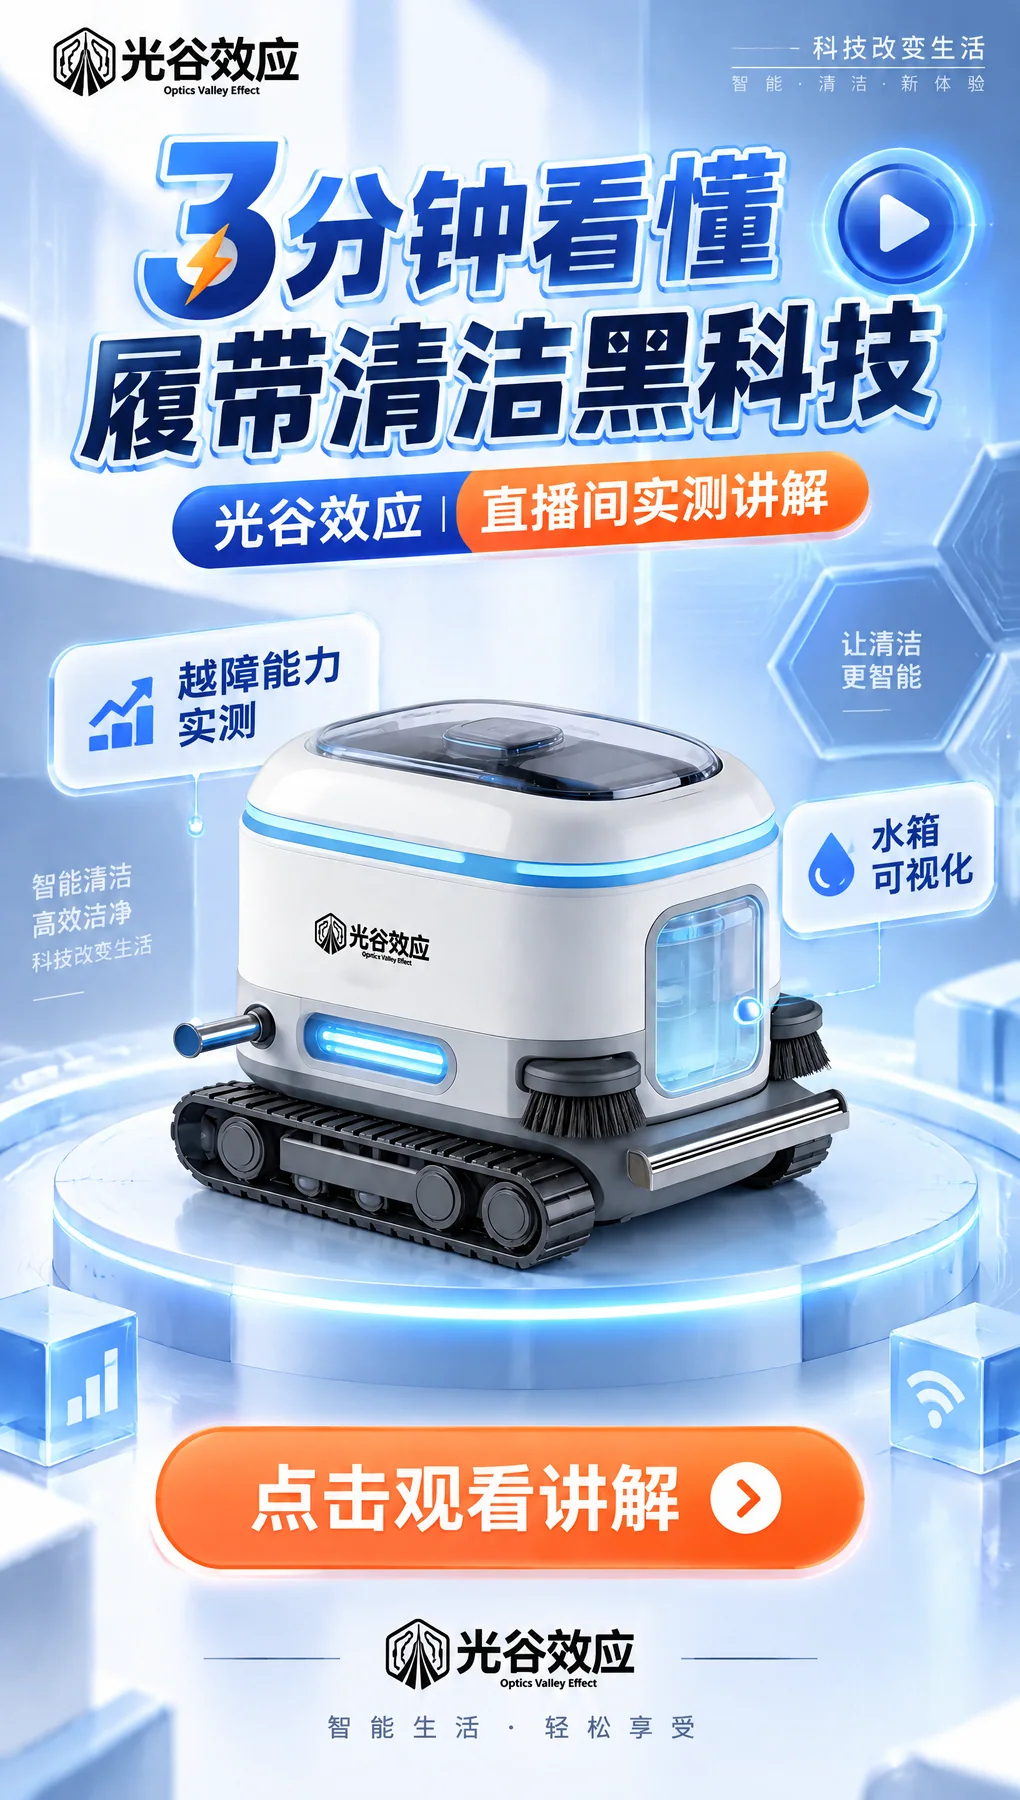 光谷效应
Optics Valley Effect
科技改变生活
智能·清洁·新体验
3分钟看懂
履带清洁黑科技
光谷效应 | 直播间实测讲解
让清洁
更智能
越障能力
实测
水箱
可视化
智能清洁
高效洁净
科技改变生活
光谷效应
Optics Valley Effect
点击观看讲解
光谷效应
Optics Valley Effect
智能生活·轻松享受